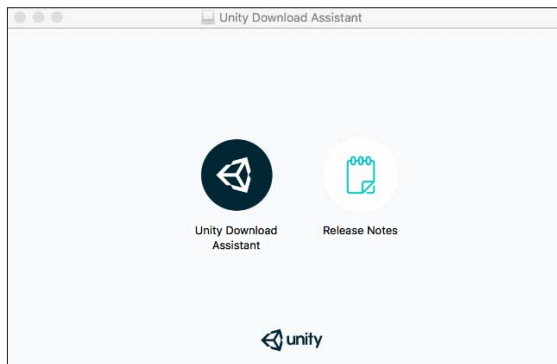 Unity Download Assistant
Unity Download
Assistant
Release Notes
unity